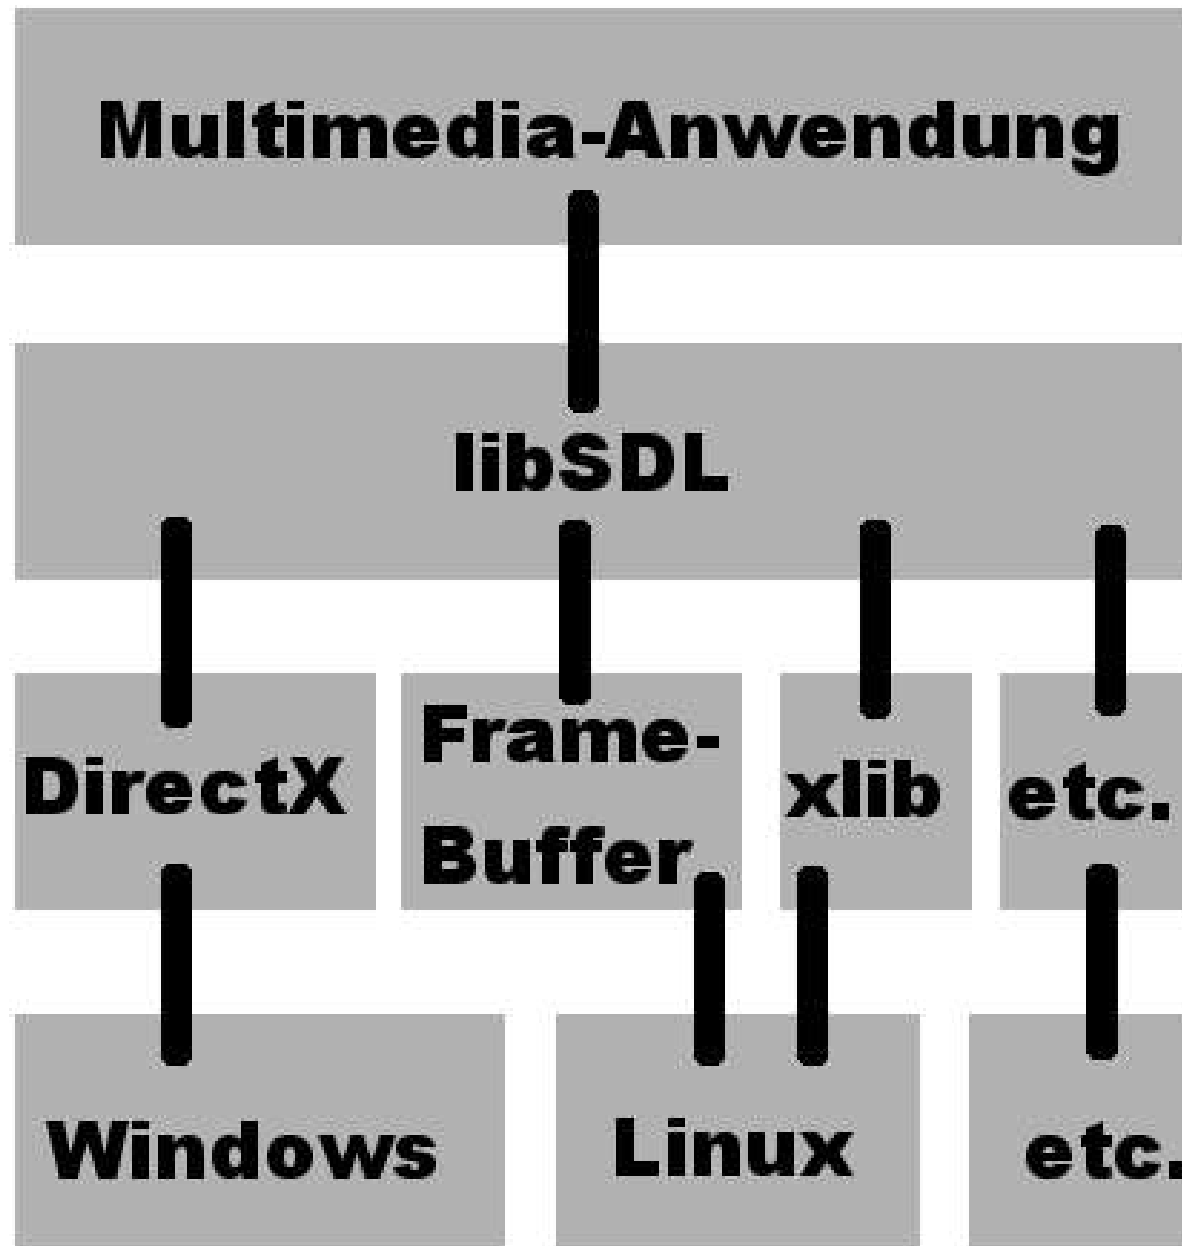 Multimedia-Anwendung
libSDL
DirectX
Frame-
Buffer
xlib
etc.
Windows
Linux
etc.